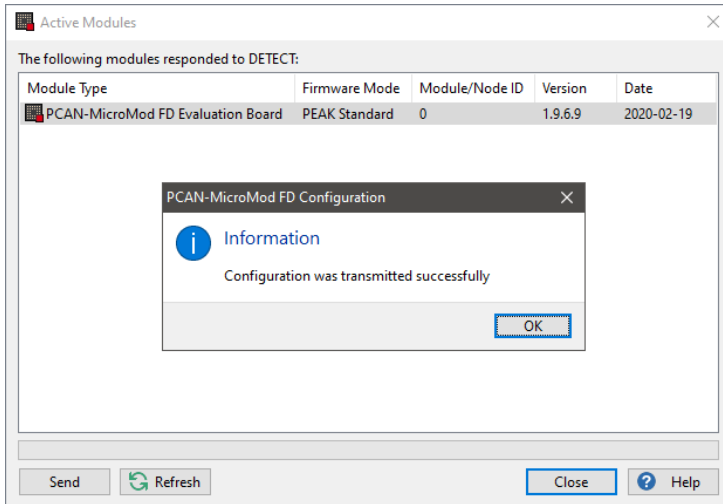 Active Modules
The following modules responded to DETECT:
Module Type Firmware Mode Module/Node ID Version Date
PCAN-MicroMod FD Evaluation Board PEAK Standard 0 1.9.6.9 2020-02-19
PCAN-MicroMod FD Configuration
Information
Configuration was transmitted successfully
OK
Send Refresh Close Help